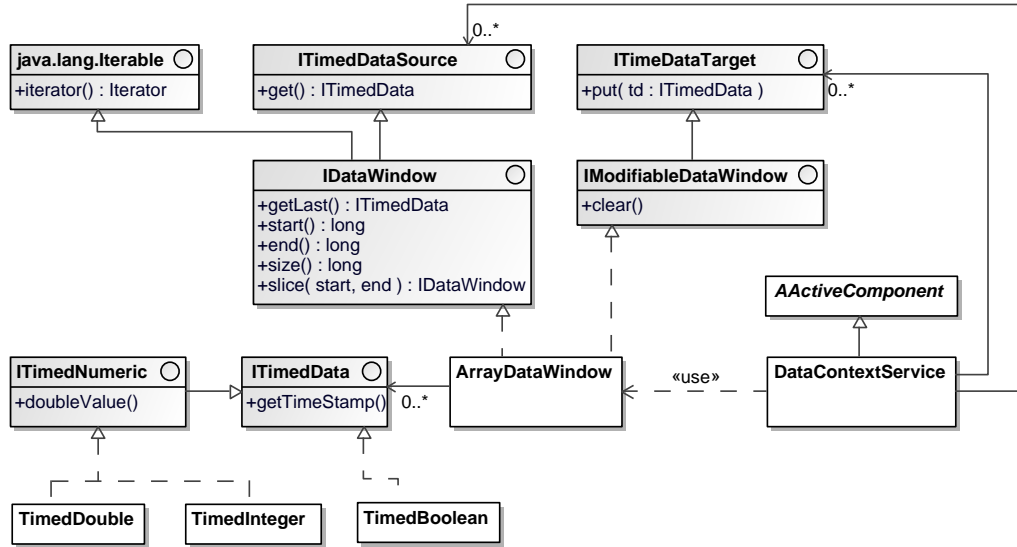 0..*
java.lang.Iterable
+iterator() : Iterator
ITimedDataSource
+get() : ITimedData
ITimeDataTarget
+put( td : ITimedData )
0..*
IDataWindow
+getLast() : ITimedData
+start() : long
+end() : long
+size() : long
+slice( start, end ) : IDataWindow
IModifiableDataWindow
+clear()
AActiveComponent
ITimedNumeric
+doubleValue()
ITimedData
+getTimeStamp()
0..*
ArrayDataWindow
«use»
DataContextService
TimedDouble
TimedInteger
TimedBoolean